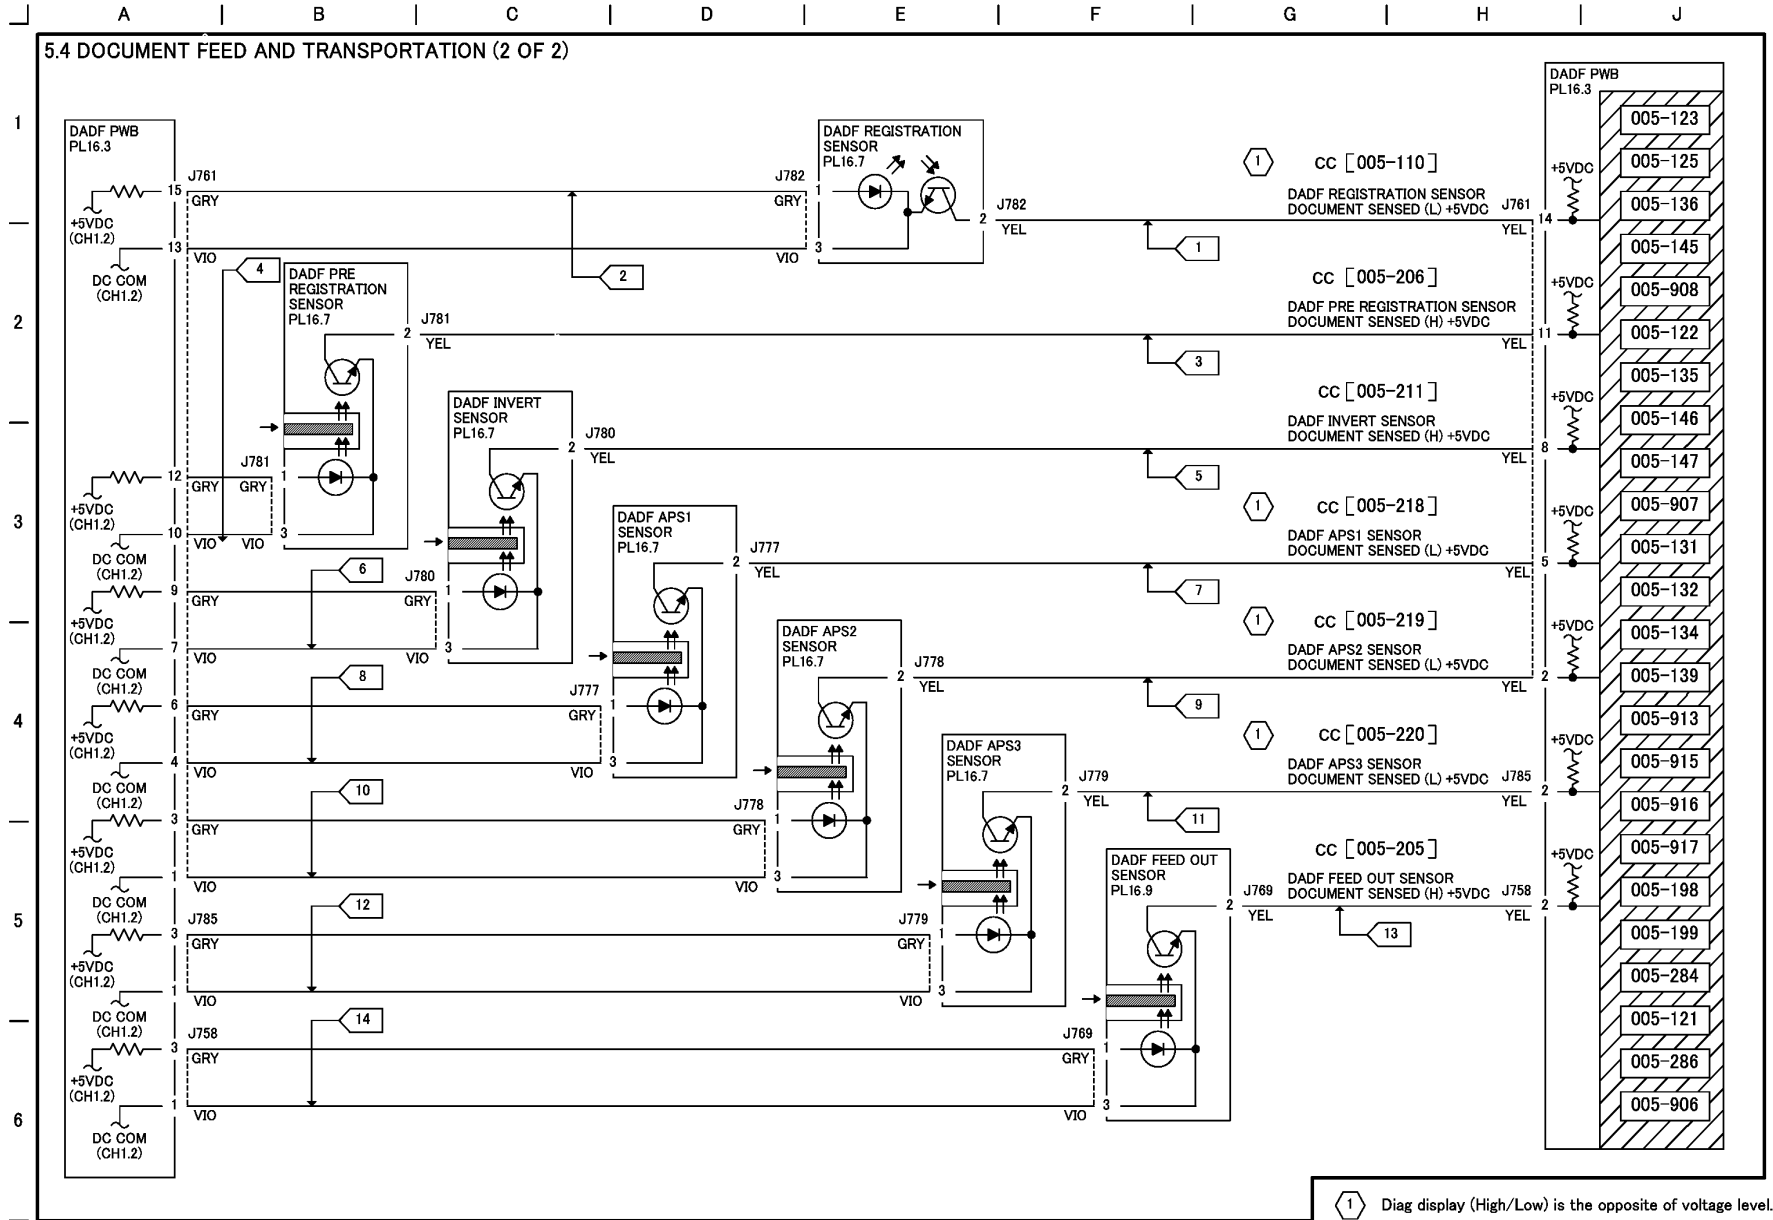 A B C D E F G H J
5.4 DOCUMENT FEED AND TRANSPORTATION (2 OF 2)
1
2
3
4
5
6
DADF PWB
PL16.3
15
J761
GRY
+5VDC
(CH1.2)
13
VIO
DC COM
(CH1.2)
4
2
J782
GRY
VIO
DADF REGISTRATION
SENSOR
PL16.7
1
3
2
J782
YEL
1
1
CC [005-110]
DADF REGISTRATION SENSOR
DOCUMENT SENSED (L) +5VDC
J761
YEL
14
+5VDC
DADF PRE
REGISTRATION
SENSOR
PL16.7
2
J781
YEL
3
CC [005-206]
DADF PRE REGISTRATION SENSOR
DOCUMENT SENSED (H) +5VDC
YEL
11
+5VDC
12
GRY
J781
GRY
1
+5VDC
(CH1.2)
10
VIO
VIO
3
DC COM
(CH1.2)
DADF INVERT
SENSOR
PL16.7
2
J780
YEL
5
CC [005-211]
DADF INVERT SENSOR
DOCUMENT SENSED (H) +5VDC
YEL
8
+5VDC
9
GRY
6
J780
GRY
1
+5VDC
(CH1.2)
7
VIO
VIO
3
DC COM
(CH1.2)
DADF APS1
SENSOR
PL16.7
2
J777
YEL
7
1
CC [005-218]
DADF APS1 SENSOR
DOCUMENT SENSED (L) +5VDC
YEL
5
+5VDC
6
GRY
8
J777
GRY
1
+5VDC
(CH1.2)
4
VIO
VIO
3
DC COM
(CH1.2)
DADF APS2
SENSOR
PL16.7
2
J778
YEL
9
1
CC [005-219]
DADF APS2 SENSOR
DOCUMENT SENSED (L) +5VDC
YEL
2
+5VDC
3
GRY
10
J778
GRY
1
+5VDC
(CH1.2)
1
VIO
VIO
3
DC COM
(CH1.2)
DADF APS3
SENSOR
PL16.7
2
J779
YEL
11
1
CC [005-220]
DADF APS3 SENSOR
DOCUMENT SENSED (L) +5VDC
J785
YEL
2
+5VDC
J785
3
GRY
12
J779
GRY
1
+5VDC
(CH1.2)
1
VIO
VIO
3
DC COM
(CH1.2)
DADF FEED OUT
SENSOR
PL16.9
2
J769
YEL
13
CC [005-205]
DADF FEED OUT SENSOR
DOCUMENT SENSED (H) +5VDC
J758
YEL
2
+5VDC
J758
3
GRY
14
J769
GRY
1
+5VDC
(CH1.2)
1
VIO
VIO
3
DC COM
(CH1.2)
DADF PWB
PL16.3
005-123
005-125
005-136
005-145
005-908
005-122
005-135
005-146
005-147
005-907
005-131
005-132
005-134
005-139
005-913
005-915
005-916
005-917
005-198
005-199
005-284
005-121
005-286
005-906
1 Diag display (High/Low) is the opposite of voltage level.